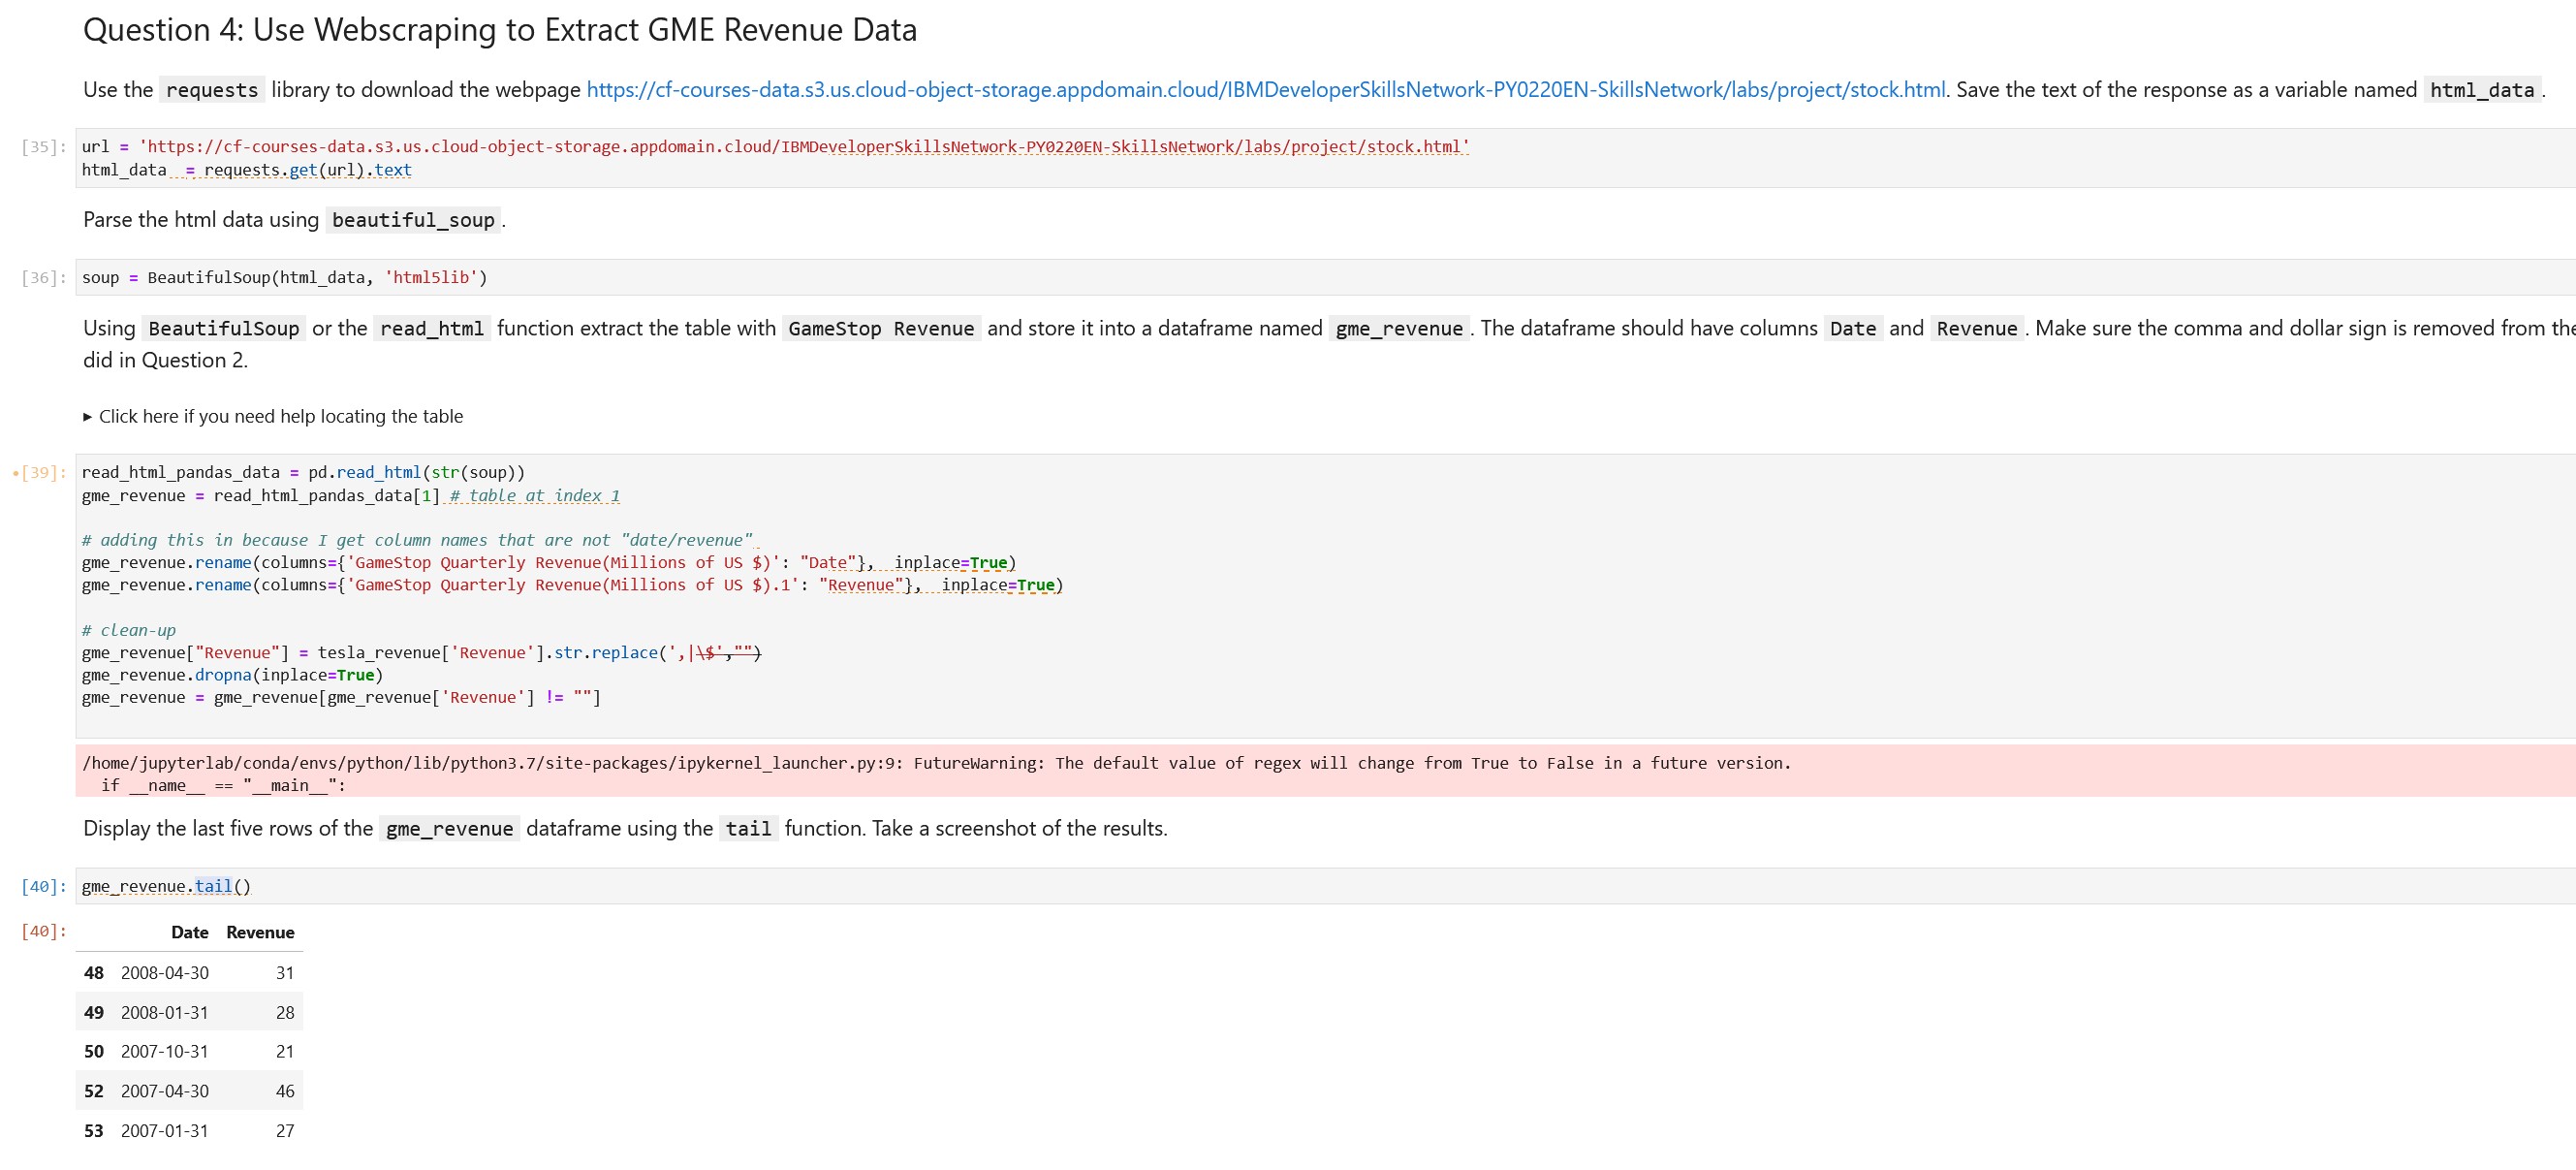 Question 4: Use Webscraping to Extract GME Revenue Data
Use the requests library to download the webpage https://cf-courses-data.s3.us.cloud-object-storage.appdomain.cloud/IBMDeveloperSkillsNetwork-PY0220EN-SkillsNetwork/labs/project/stock.html. Save the text of the response as a variable named html_data.
[35]: url = 'https://cf-courses-data.s3.us.cloud-object-storage.appdomain.cloud/IBMDeveloperSkillsNetwork-PY0220EN-SkillsNetwork/labs/project/stock.html'
html_data  = requests.get(url).text
Parse the html data using beautiful_soup.
[36]: soup = BeautifulSoup(html_data, 'html5lib')
Using BeautifulSoup or the read_html function extract the table with GameStop Revenue and store it into a dataframe named gme_revenue. The dataframe should have columns Date and Revenue. Make sure the comma and dollar sign is removed from the
did in Question 2.
▸ Click here if you need help locating the table
•[39]: read_html_pandas_data = pd.read_html(str(soup))
gme_revenue = read_html_pandas_data[1] # table at index 1
# adding this in because I get column names that are not "date/revenue"
gme_revenue.rename(columns={'GameStop Quarterly Revenue(Millions of US $)': "Date"},  inplace=True)
gme_revenue.rename(columns={'GameStop Quarterly Revenue(Millions of US $).1': "Revenue"},  inplace=True)
# clean-up
gme_revenue["Revenue"] = tesla_revenue['Revenue'].str.replace(',|\$',"")
gme_revenue.dropna(inplace=True)
gme_revenue = gme_revenue[gme_revenue['Revenue'] != ""]
/home/jupyterlab/conda/envs/python/lib/python3.7/site-packages/ipykernel_launcher.py:9: FutureWarning: The default value of regex will change from True to False in a future version.
if __name__ == "__main__":
Display the last five rows of the gme_revenue dataframe using the tail function. Take a screenshot of the results.
[40]: gme_revenue.tail()
[40]: Date Revenue
48 2008-04-30 31
49 2008-01-31 28
50 2007-10-31 21
52 2007-04-30 46
53 2007-01-31 27